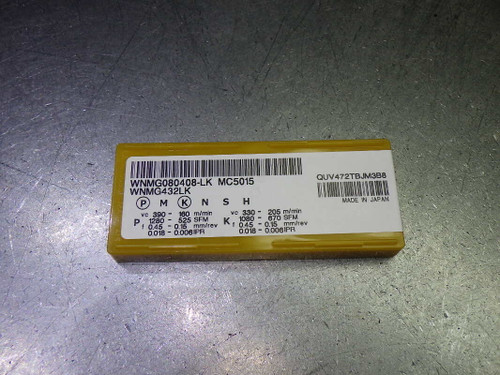 WNMG080408-LK MC5015
WNMG432LK
QUV472TBJM3B8
MADE IN JAPAN
P M K N S H
vc 390 - 160 m/min
P 1280 - 525 SFM
f 0.45 - 0.15 mm/rev
0.018 - 0.006IPR
vc 330 - 205 m/min
K 1080 - 670 SFM
f 0.45 - 0.15 mm/rev
0.018 - 0.006IPR